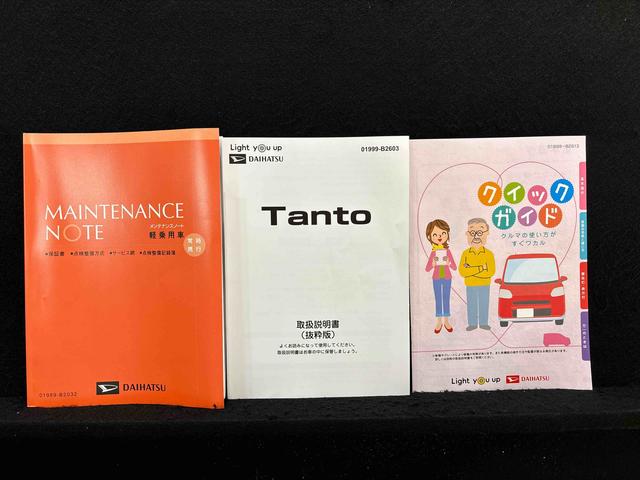 MAINTENANCE
NOTE
メンテナンスノート
軽乗用車
常時
携行
●保証書 ●点検整備方式 ●サービス網 ●点検整備記録簿
DAIHATSU
01989-B2032
Light you up
DAIHATSU
01999-B2603
Tanto
取扱説明書
(抜粋版)
よくお読みになって使用してください。
取扱説明書はお車の中に保管しましょう。
01999-B2613
クイック
ガイド
クルマの使い方が
すぐワカル
Light you up
DAIHATSU